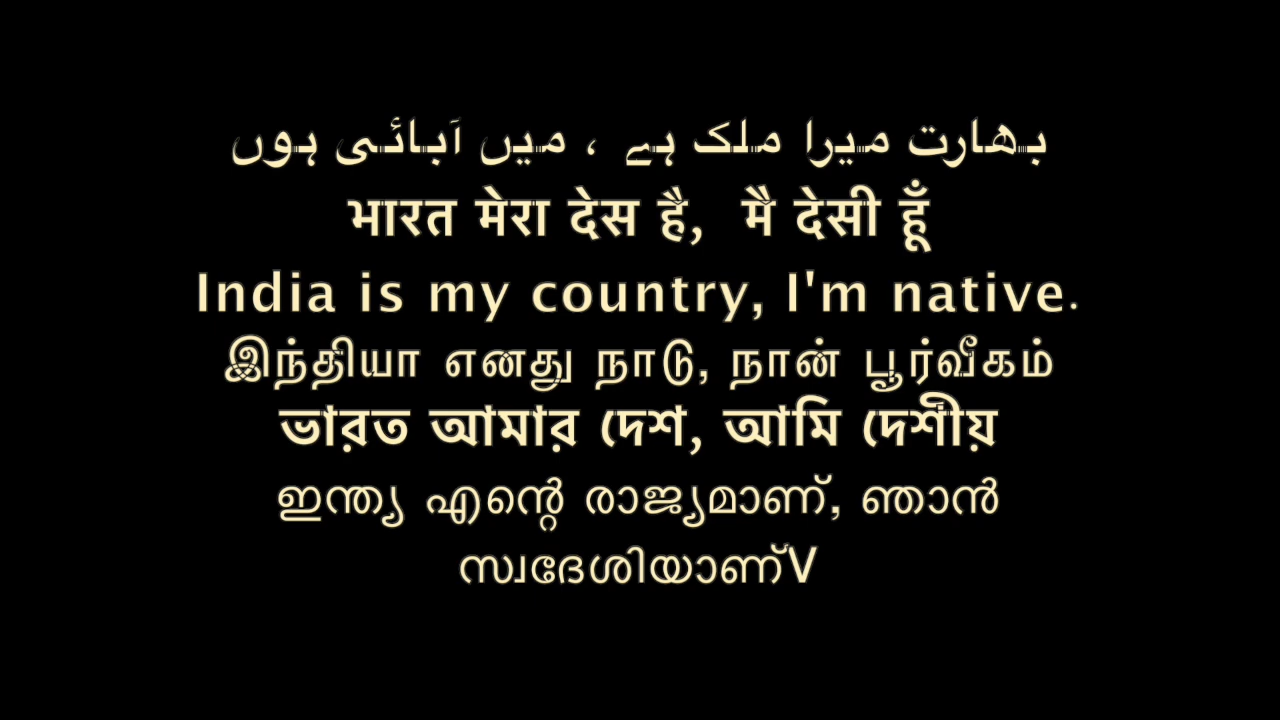 بھارت میرا ملک ہے ، میں آبائی ہوں
भारत मेरा देस है, मै देसी हूँ
India is my country, I'm native.
இந்தியா எனது நாடு, நான் பூர்வீகம்
ভারত আমার দেশ, আমি দেশীয়
ഇന്ത്യ എന്റെ രാജ്യമാണ്, ഞാൻ
സ്വദേശിയാണ്V